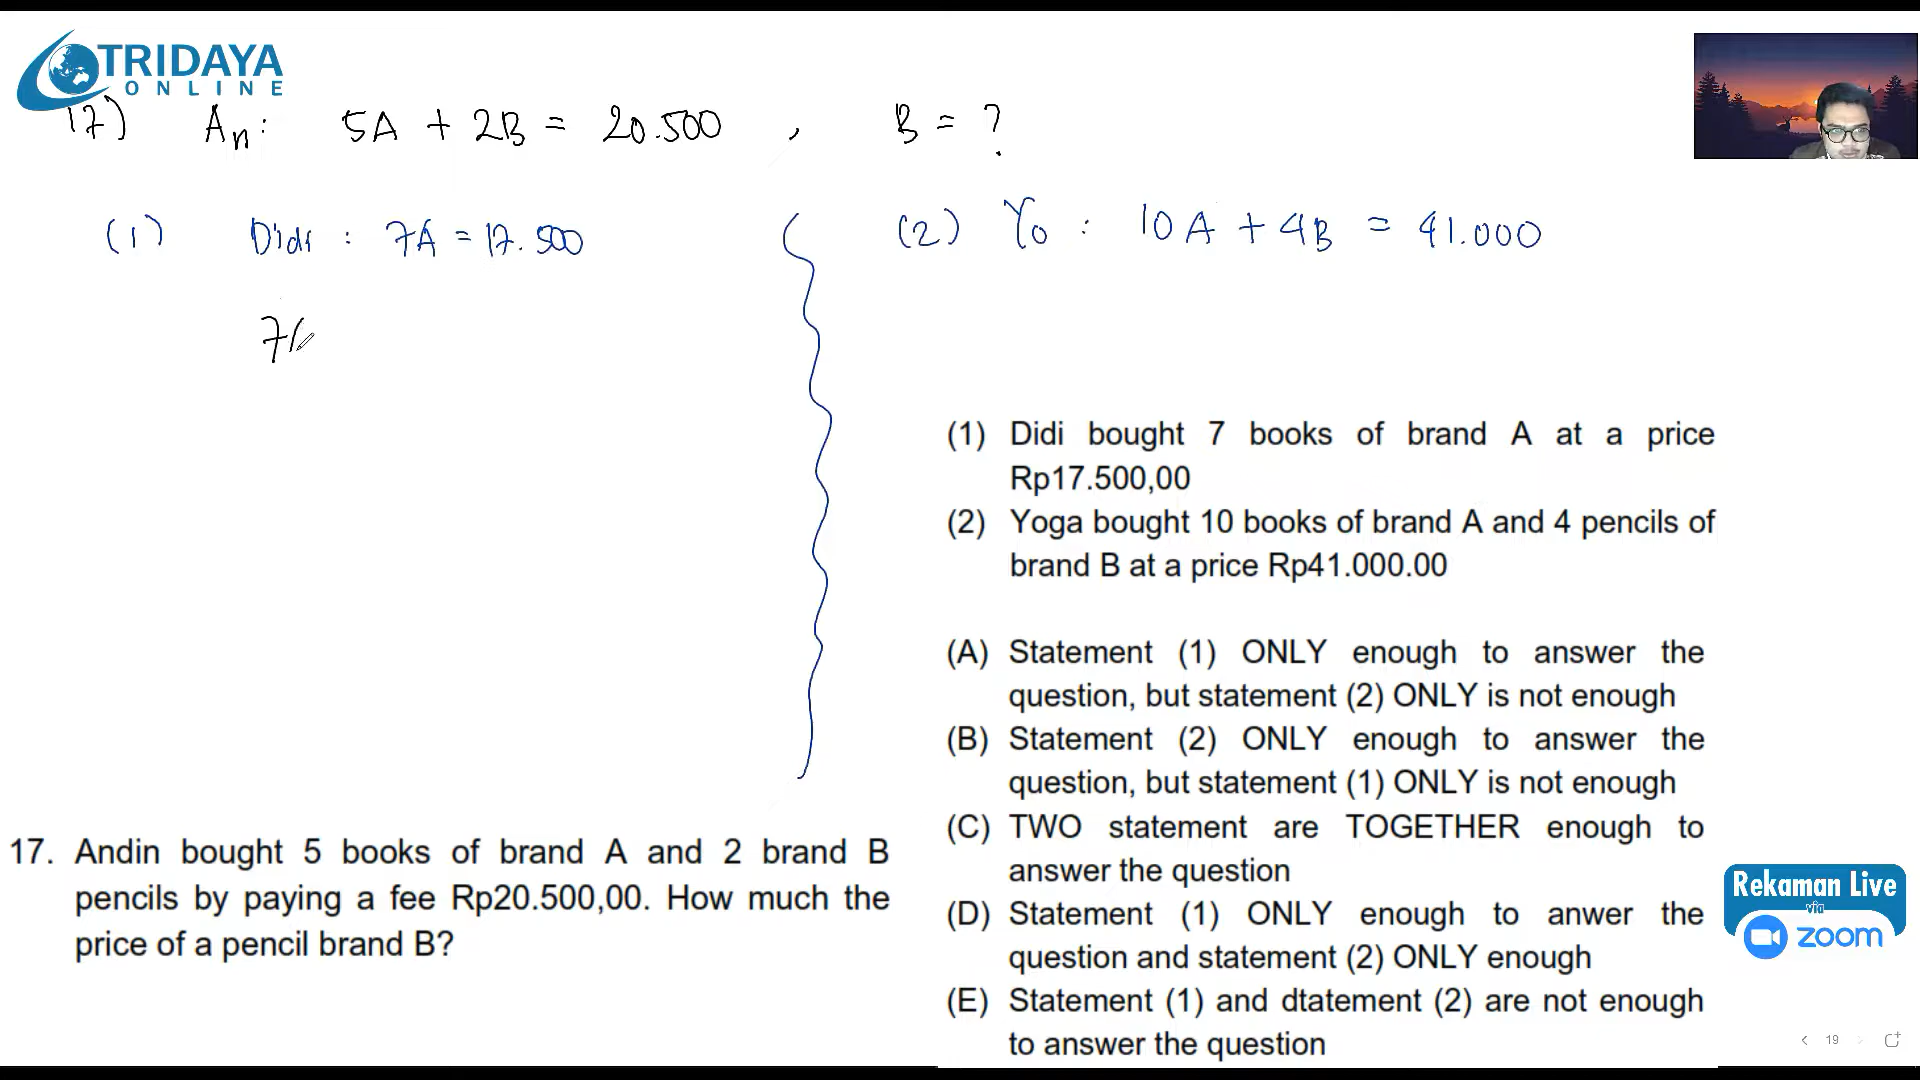 TRIDAYA
ONLINE
17) An: 5A + 2B = 20.500 , B = ?
(1) Didi : 7A = 17.500
(2) Yo : 10A + 4B = 41.000
(1) Didi bought 7 books of brand A at a price
Rp17.500,00
(2) Yoga bought 10 books of brand A and 4 pencils of
brand B at a price Rp41.000.00
(A) Statement (1) ONLY enough to answer the
question, but statement (2) ONLY is not enough
(B) Statement (2) ONLY enough to answer the
question, but statement (1) ONLY is not enough
(C) TWO statement are TOGETHER enough to
answer the question
(D) Statement (1) ONLY enough to anwer the
question and statement (2) ONLY enough
(E) Statement (1) and dtatement (2) are not enough
to answer the question
17. Andin bought 5 books of brand A and 2 brand B
pencils by paying a fee Rp20.500,00. How much the
price of a pencil brand B?
Rekaman Live
via
zoom
19